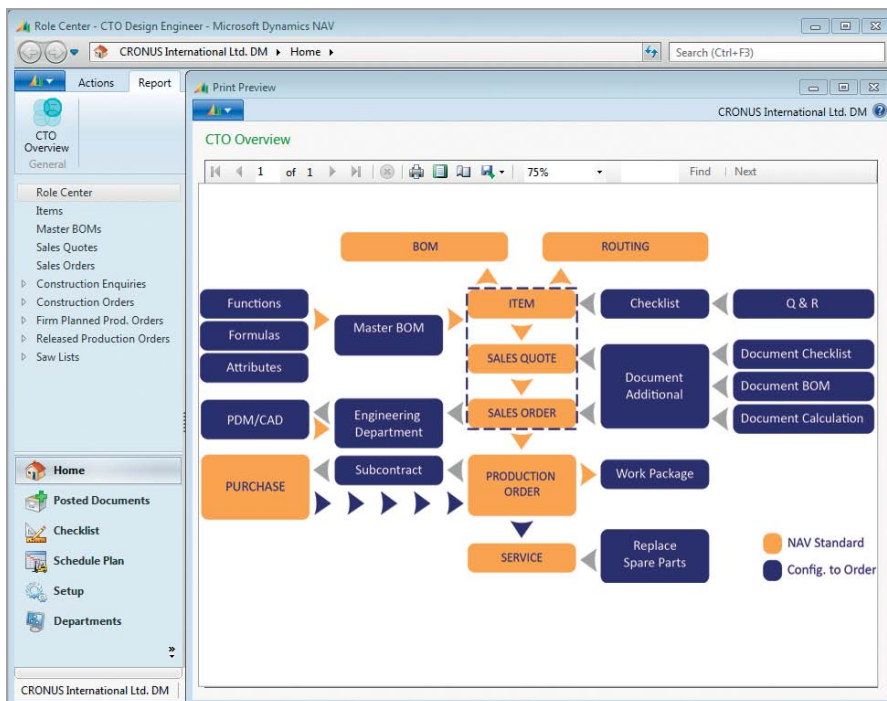 Role Center - CTO Design Engineer - Microsoft Dynamics NAV
CRONUS International Ltd. DM
Home
Search (Ctrl+F3)
Actions
Report
CTO
Overview
General
Role Center
Items
Master BOMs
Sales Quotes
Sales Orders
Construction Enquiries
Construction Orders
Firm Planned Prod. Orders
Released Production Orders
Saw Lists
Home
Posted Documents
Checklist
Schedule Plan
Setup
Departments
CRONUS International Ltd. DM
Print Preview
CRONUS International Ltd. DM
CTO Overview
1 of 1
75%
Find | Next
BOM
ROUTING
Functions
Formulas
Attributes
Master BOM
ITEM
Checklist
Q & R
SALES QUOTE
Document
Additional
Document Checklist
Document BOM
Document Calculation
PDM/CAD
Engineering
Department
SALES ORDER
PURCHASE
Subcontract
PRODUCTION
ORDER
Work Package
SERVICE
Replace
Spare Parts
NAV Standard
Config. to Order